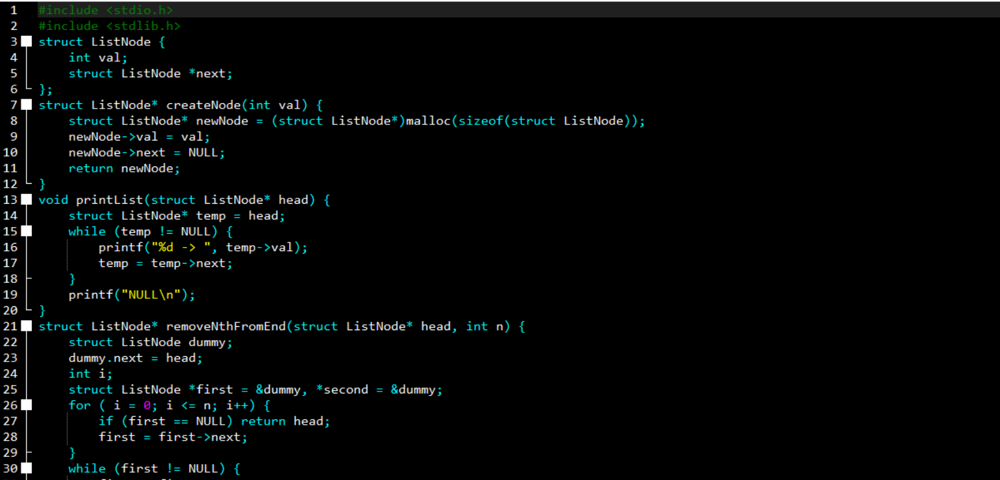 1 #include <stdio.h>
2 #include <stdlib.h>
3 struct ListNode {
4     int val;
5     struct ListNode *next;
6 };
7 struct ListNode* createNode(int val) {
8     struct ListNode* newNode = (struct ListNode*)malloc(sizeof(struct ListNode));
9     newNode->val = val;
10     newNode->next = NULL;
11     return newNode;
12 }
13 void printList(struct ListNode* head) {
14     struct ListNode* temp = head;
15     while (temp != NULL) {
16         printf("%d -> ", temp->val);
17         temp = temp->next;
18     }
19     printf("NULL\n");
20 }
21 struct ListNode* removeNthFromEnd(struct ListNode* head, int n) {
22     struct ListNode dummy;
23     dummy.next = head;
24     int i;
25     struct ListNode *first = &dummy, *second = &dummy;
26     for ( i = 0; i <= n; i++) {
27         if (first == NULL) return head;
28         first = first->next;
29     }
30     while (first != NULL) {